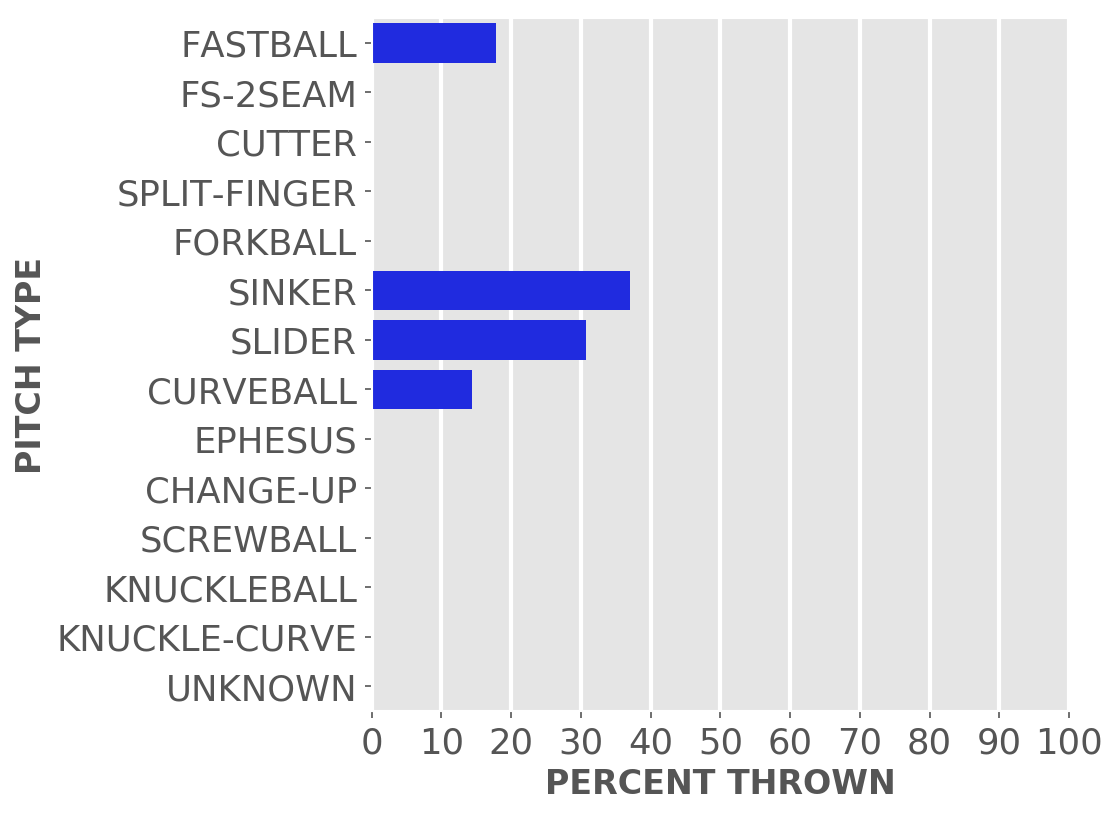 FASTBALL
FS-2SEAM
CUTTER
SPLIT-FINGER
FORKBALL
SINKER
SLIDER
CURVEBALL
EPHESUS
CHANGE-UP
SCREWBALL
KNUCKLEBALL
KNUCKLE-CURVE
UNKNOWN
PITCH TYPE
0 10 20 30 40 50 60 70 80 90 100
PERCENT THROWN